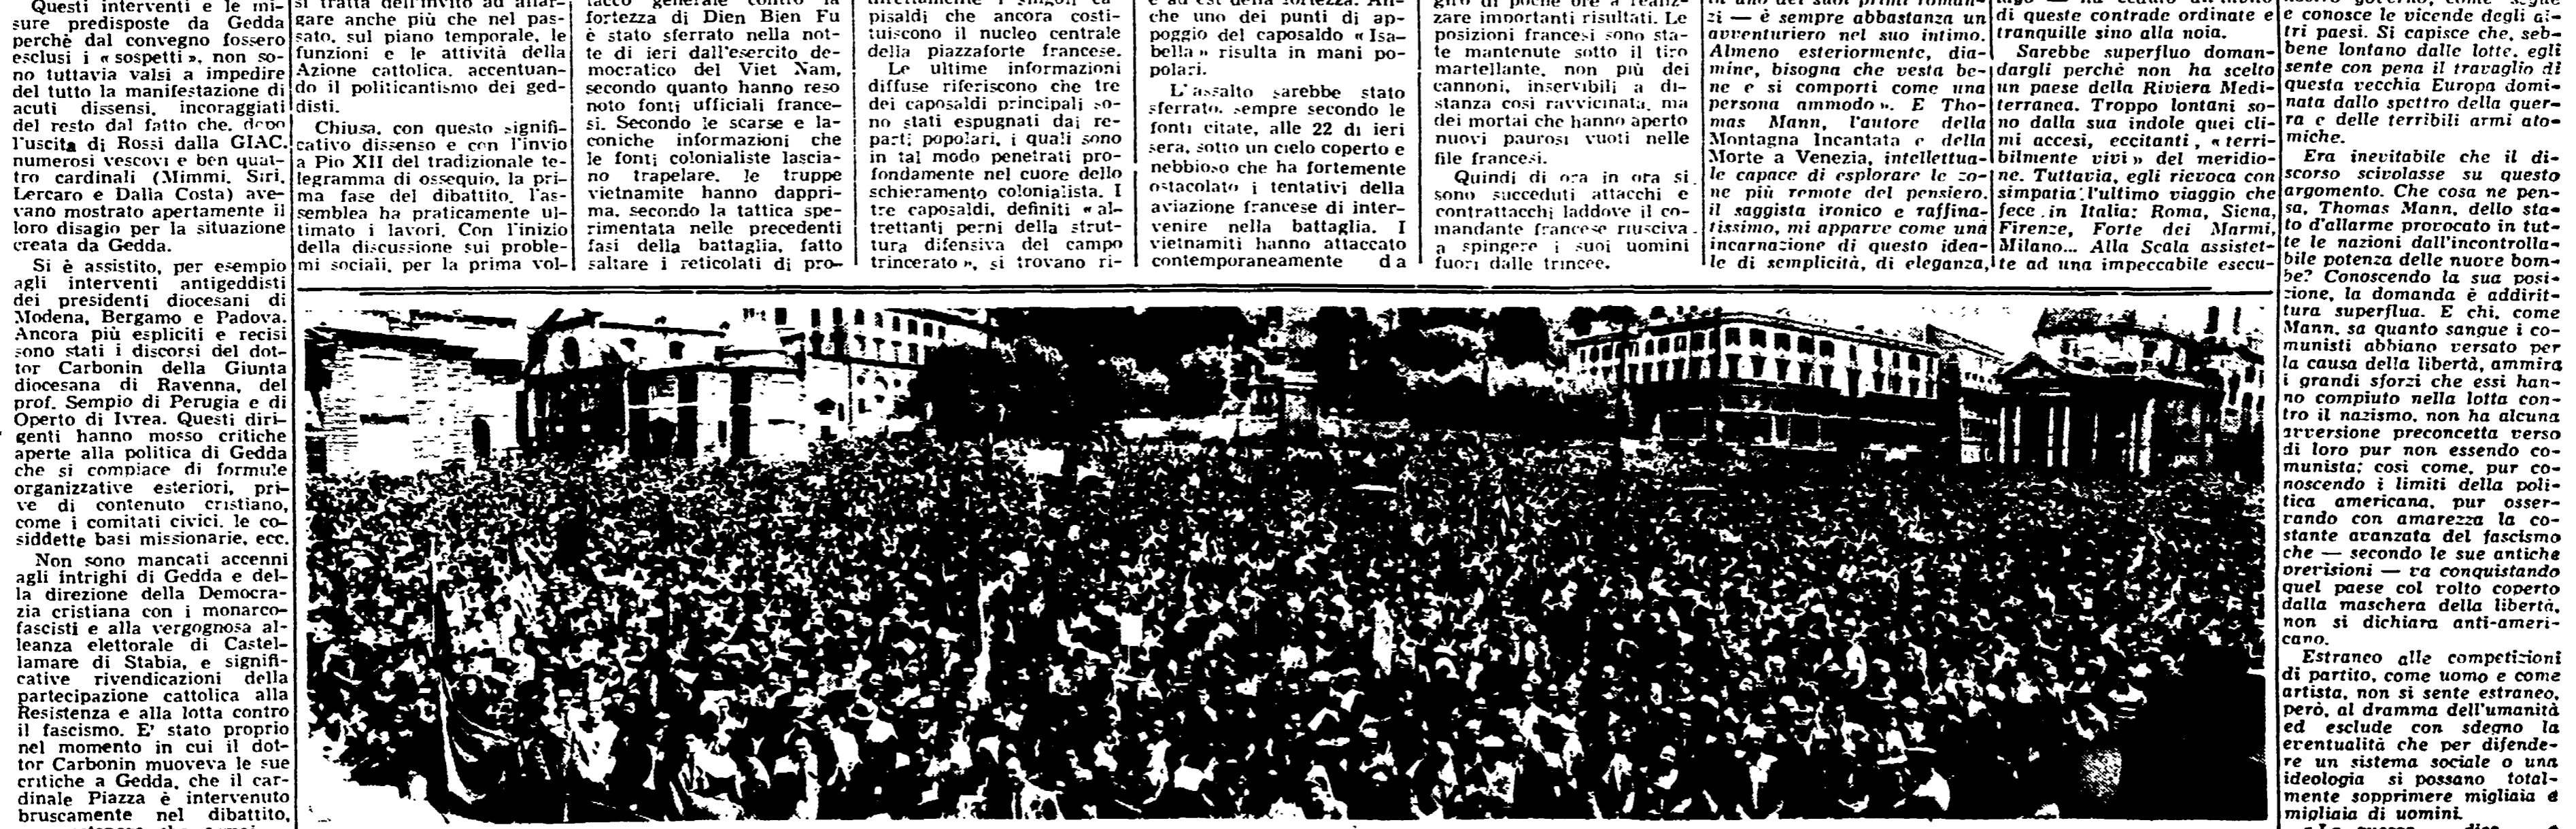 Questi interventi e le mi-
sure predisposte da Gedda
perchè dal convegno fossero
esclusi i « sospetti », non so-
no tuttavia valsi a impedire
del tutto la manifestazione di
acuti dissensi, incoraggiati
del resto dal fatto che, dopo
l'uscita di Rossi dalla GIAC.
numerosi vescovi e ben quat-
tro cardinali (Mimmi, Siri,
Lercaro e Dalla Costa) ave-
vano mostrato apertamente il
loro disagio per la situazione
creata da Gedda.
Si è assistito, per esempio
agli interventi antigeddisti
dei presidenti diocesani di
Modena, Bergamo e Padova.
Ancora più espliciti e recisi
sono stati i discorsi del dot-
tor Carbonin della Giunta
diocesana di Ravenna, del
prof. Sempio di Perugia e di
Operto di Ivrea. Questi diri-
genti hanno mosso critiche
aperte alla politica di Gedda
che si compiace di formule
organizzative esteriori, pri-
ve di contenuto cristiano,
come i comitati civici, le co-
siddette basi missionarie, ecc.
Non sono mancati accenni
agli intrighi di Gedda e del-
la direzione della Democra-
zia cristiana con i monarco-
fascisti e alla vergognosa al-
leanza elettorale di Castel-
lamare di Stabia, e signifi-
cative rivendicazioni della
partecipazione cattolica alla
Resistenza e alla lotta contro
il fascismo. E' stato proprio
nel momento in cui il dot-
tor Carbonin muoveva le sue
critiche a Gedda, che il car-
dinale Piazza è intervenuto
bruscamente nel dibattito,
si tratta dell'invito ad allar-
gare anche più che nel pas-
sato, sul piano temporale, le
funzioni e le attività della
Azione cattolica, accentuan-
do il politicantismo dei ged-
disti.
Chiusa, con questo signifi-
cativo dissenso e con l'invio
a Pio XII del tradizionale te-
legramma di ossequio, la pri-
ma fase del dibattito, l'as-
semblea ha praticamente ul-
timato i lavori. Con l'inizio
della discussione sui proble-
mi sociali, per la prima vol-
tacco generale contro la
fortezza di Dien Bien Fu
è stato sferrato nella not-
te di ieri dall'esercito de-
mocratico del Viet Nam,
secondo quanto hanno reso
noto fonti ufficiali france-
si. Secondo le scarse e la-
coniche informazioni che
le fonti colonialiste lascia-
no trapelare, le truppe
vietnamite hanno dappri-
ma, secondo la tattica spe-
rimentata nelle precedenti
fasi della battaglia, fatto
saltare i reticolati di pro-
direttamente i singoli ca-
pisaldi che ancora costi-
tuiscono il nucleo centrale
della piazzaforte francese.
Le ultime informazioni
diffuse riferiscono che tre
dei caposaldi principali so-
no stati espugnati dai re-
parti popolari, i quali sono
in tal modo penetrati pro-
fondamente nel cuore dello
schieramento colonialista. I
tre caposaldi, definiti « al-
trettanti perni della strut-
tura difensiva del campo
trincerato », si trovano ri-
e ad est della fortezza. An-
che uno dei punti di ap-
poggio del caposaldo « Isa-
bella » risulta in mani po-
polari.
L'assalto sarebbe stato
sferrato, sempre secondo le
fonti citate, alle 22 di ieri
sera, sotto un cielo coperto e
nebbioso che ha fortemente
ostacolato i tentativi della
aviazione francese di inter-
venire nella battaglia. I
vietnamiti hanno attaccato
contemporaneamente da
giro di poche ore a realiz-
zare importanti risultati. Le
posizioni francesi sono sta-
te mantenute sotto il tiro
martellante, non più dei
cannoni, inservibili a di-
stanza così ravvicinata, ma
dei mortai che hanno aperto
nuovi paurosi vuoti nelle
file francesi.
Quindi di ora in ora si
sono succeduti attacchi e
contrattacchi laddove il co-
mandante francese riusciva
a spingere i suoi uomini
fuori dalle trincee.
in uno dei suoi primi roman-
zi — è sempre abbastanza un
avventuriero nel suo intimo.
Almeno esteriormente, dia-
mine, bisogna che vesta be-
ne e si comporti come una
persona ammodo ». E Tho-
mas Mann, l'autore della
Montagna Incantata e della
Morte a Venezia, intellettua-
le capace di esplorare le zo-
ne più remote del pensiero,
il saggista ironico e raffina-
tissimo, mi apparve come una
incarnazione di questo idea-
le di semplicità, di eleganza,
di queste contrade ordinate e
tranquille sino alla noia.
Sarebbe superfluo doman-
dargli perchè non ha scelto
un paese della Riviera Medi-
terranea. Troppo lontani so-
no dalla sua indole quei cli-
mi accesi, eccitanti, « terri-
bilmente vivi » del meridio-
ne. Tuttavia, egli rievoca con
simpatia l'ultimo viaggio che
fece in Italia: Roma, Siena,
Firenze, Forte dei Marmi,
Milano... Alla Scala assistet-
te ad una impeccabile esecu-
e conosce le vicende degli al-
tri paesi. Si capisce che, seb-
bene lontano dalle lotte, egli
sente con pena il travaglio di
questa vecchia Europa domi-
nata dallo spettro della guer-
ra e delle terribili armi ato-
miche.
Era inevitabile che il di-
scorso scivolasse su questo
argomento. Che cosa ne pen-
sa, Thomas Mann, dello sta-
to d'allarme provocato in tut-
te le nazioni dall'incontrolla-
bile potenza delle nuove bom-
be? Conoscendo la sua posi-
zione, la domanda è addirit-
tura superflua. E chi, come
Mann, sa quanto sangue i co-
munisti abbiano versato per
la causa della libertà, ammira
i grandi sforzi che essi han-
no compiuto nella lotta con-
tro il nazismo, non ha alcuna
avversione preconcetta verso
di loro pur non essendo co-
munista; così come, pur co-
noscendo i limiti della poli-
tica americana, pur osser-
vando con amarezza la co-
stante avanzata del fascismo
che — secondo le sue antiche
previsioni — va conquistando
quel paese col volto coperto
dalla maschera della libertà,
non si dichiara anti-ameri-
cano.
Estraneo alle competizioni
di partito, come uomo e come
artista, non si sente estraneo,
però, al dramma dell'umanità
ed esclude con sdegno la
eventualità che per difende-
re un sistema sociale o una
ideologia si possano total-
mente sopprimere migliaia e
migliaia di uomini.